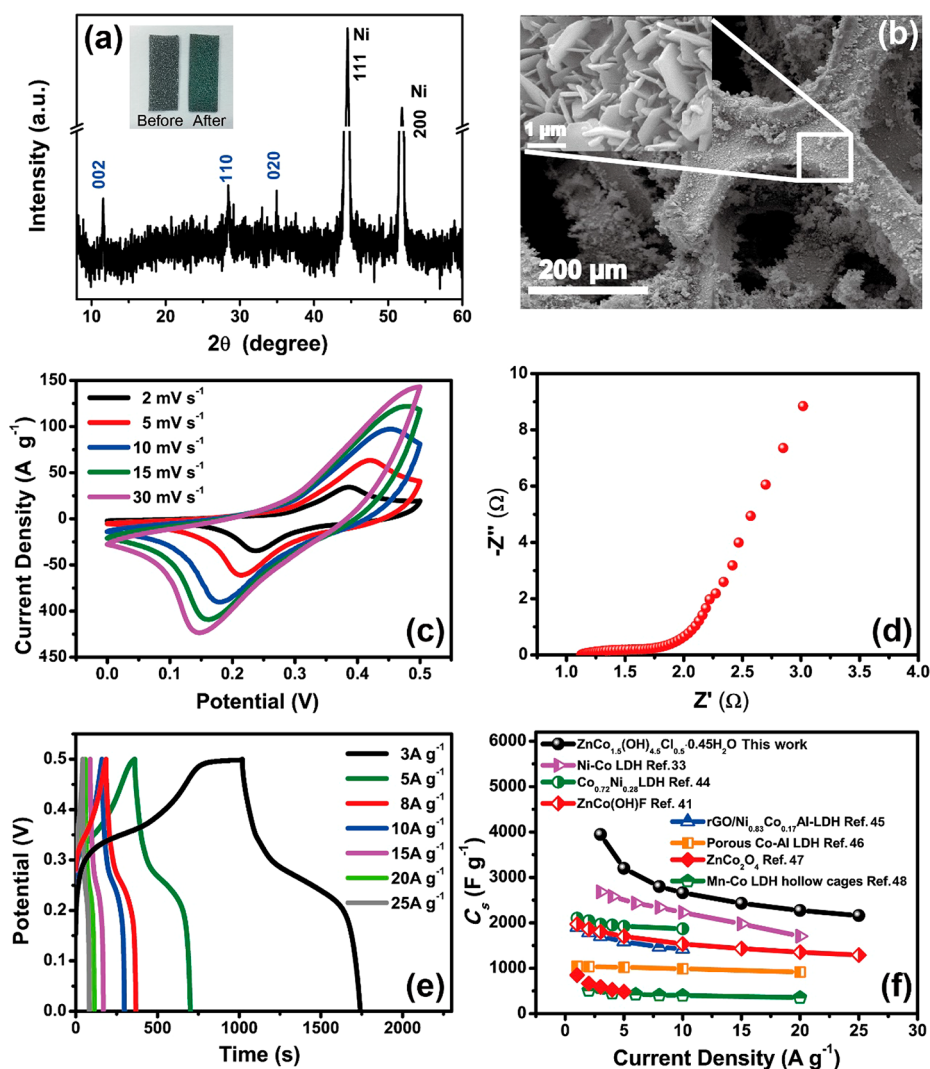 (a)
Before After
Ni
111
Ni
200
002
110
020
Intensity (a.u.)
10 20 30 40 50 60
2θ (degree)
(b)
1 μm
200 μm
150
100
50
0
50
100
450
Current Density (A g⁻¹)
2 mV s⁻¹
5 mV s⁻¹
10 mV s⁻¹
15 mV s⁻¹
30 mV s⁻¹
(c)
0.0 0.1 0.2 0.3 0.4 0.5
Potential (V)
10
8
6
4
2
0
-Z'' (Ω)
(d)
1.0 1.5 2.0 2.5 3.0 3.5 4.0
Z' (Ω)
0.5
0.4
0.3
0.2
0.1
0.0
Potential (V)
3A g⁻¹
5A g⁻¹
8A g⁻¹
10A g⁻¹
15A g⁻¹
20A g⁻¹
25A g⁻¹
(e)
0 500 1000 1500 2000
Time (s)
6000
5000
4000
3000
2000
1000
0
Cₛ (F g⁻¹)
ZnCo₁.₅(OH)₄.₅Cl₀.₅·0.45H₂O This work
Ni-Co LDH Ref.33
Co₀.₇₂Ni₀.₂₈LDH Ref. 44
ZnCo(OH)F Ref. 41
rGO/Ni₀.₈₃Co₀.₁₇Al-LDH Ref. 45
Porous Co-Al LDH Ref. 46
ZnCo₂O₄ Ref. 47
Mn-Co LDH hollow cages Ref.48
(f)
0 5 10 15 20 25 30
Current Density (A g⁻¹)